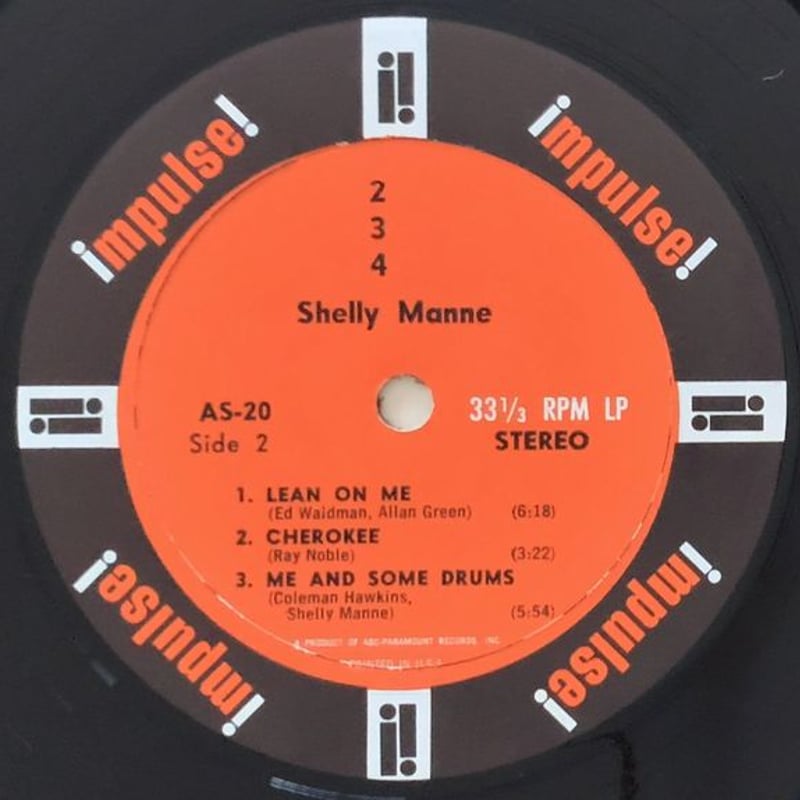 impulse!
impulse!
2
3
4
Shelly Manne
AS-20
33⅓ RPM LP
Side 2
STEREO
1. LEAN ON ME
(Ed Waidman, Allan Green) (6:18)
2. CHEROKEE
(Ray Noble) (3:22)
3. ME AND SOME DRUMS
(Coleman Hawkins,
Shelly Manne) (5:54)
A PRODUCT OF ABC-PARAMOUNT RECORDS, INC.
PRINTED IN U.S.A.
impulse!
impulse!